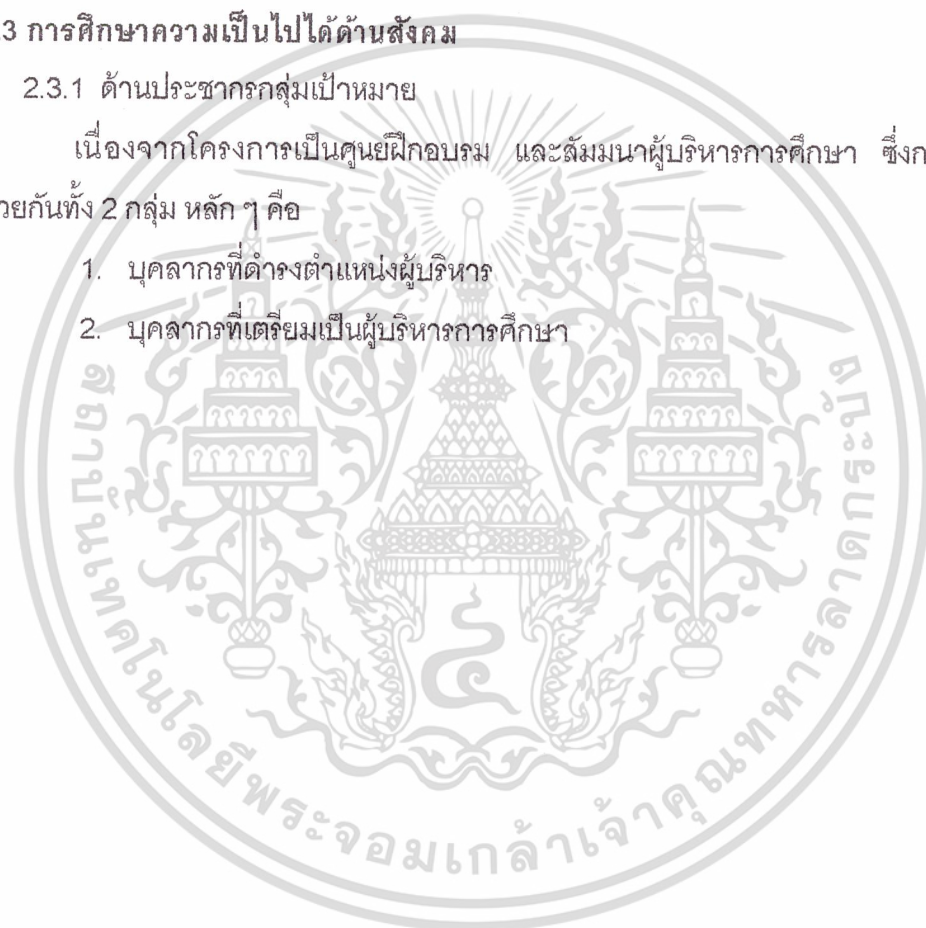 .3 การศึกษาความเป็นไปได้ด้านสังคม
2.3.1 ด้านประชากรกลุ่มเป้าหมาย
เนื่องจากโครงการเป็นศูนย์ฝึกอบรม และสัมมนาผู้บริหารการศึกษา ซึ่งก
วยกันทั้ง 2 กลุ่ม หลัก ๆ คือ
1. บุคลากรที่ดำรงตำแหน่งผู้บริหาร
2. บุคลากรที่เตรียมเป็นผู้บริหารการศึกษา
สถาบันเทคโนโลยีพระจอมเกล้าเจ้าคุณทหารลาดกระบัง